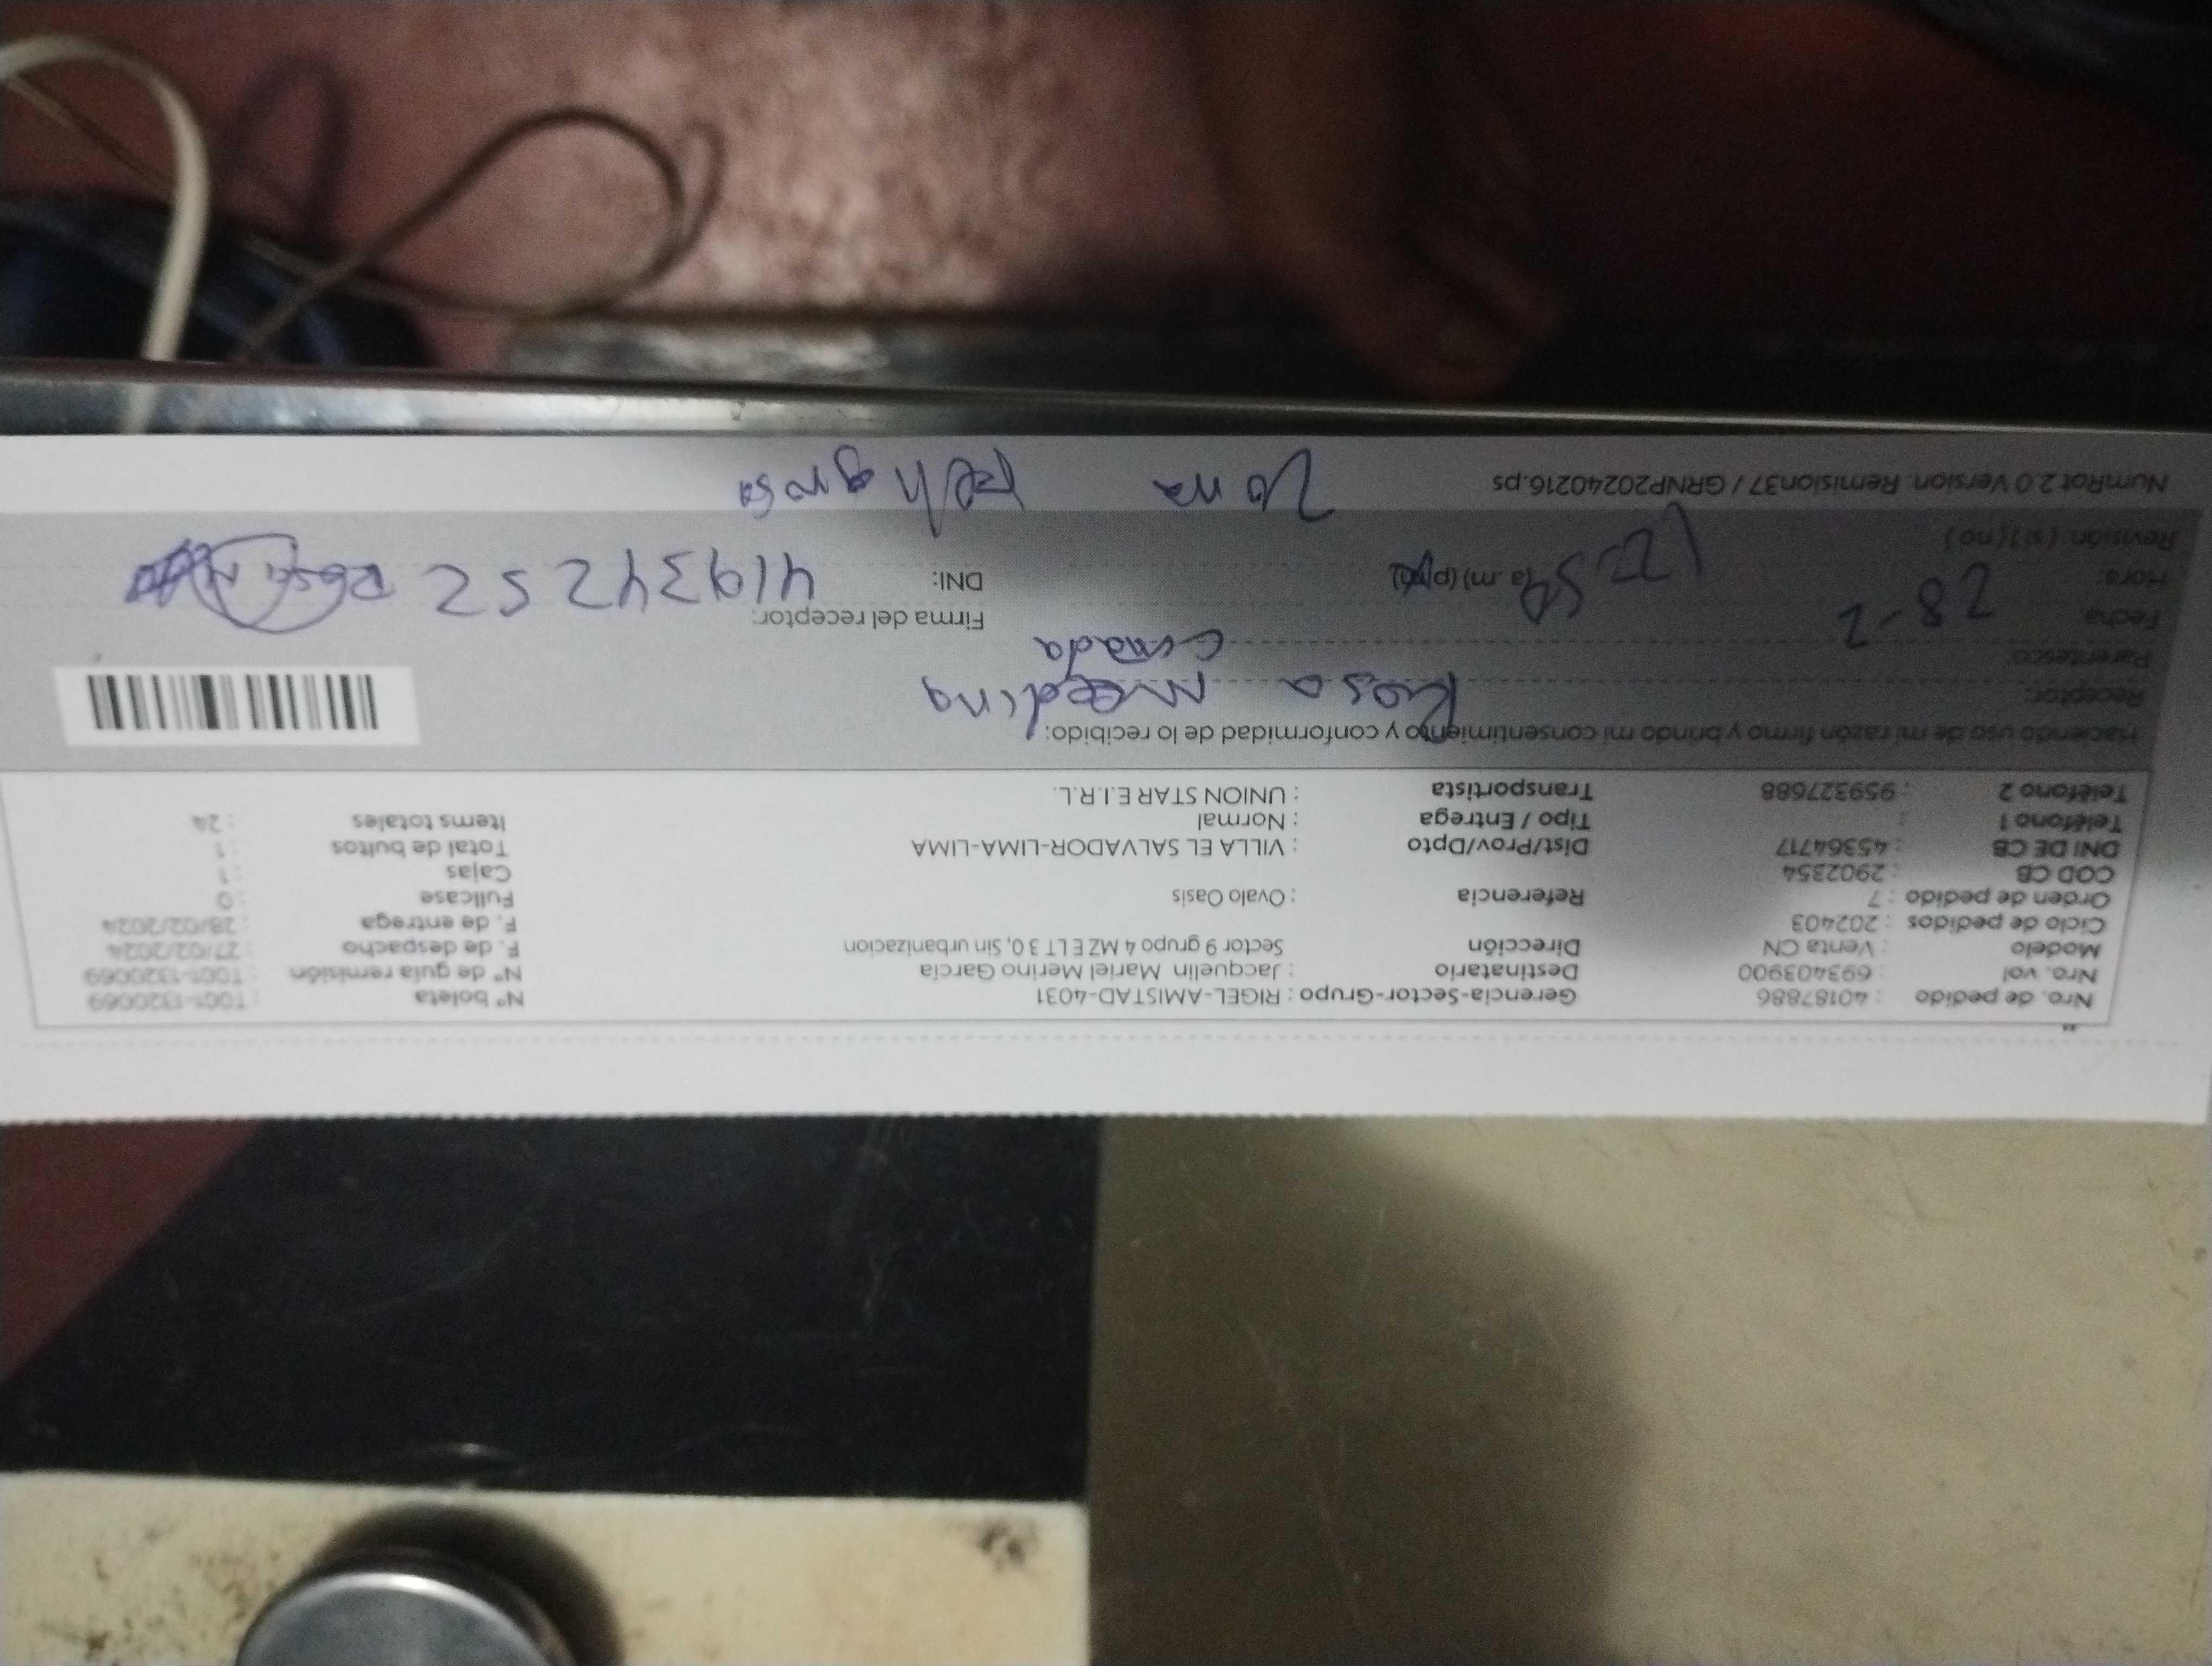 Nro. de pedido : 40187886 Gerencia-Sector-Grupo : RIGEL-AMISTAD-4031 N° boleta : T001-1320069
Nro. vol : 693403900 Destinatario : Jacquelin Mariel Merino García N° de guía remisión : T001-1320069
Modelo : Venta CN Dirección Sector 9 grupo 4 MZ E LT 3 0, Sin urbanizacion F. de despacho : 27/02/2024
Ciclo de pedidos : 202403 F. de entrega : 28/02/2024
Orden de pedido : 7 Referencia : Ovalo Oasis Fullcase : 0
COD CB : 2902354 Cajas : 1
DNI DE CB : 45364717 Dist/Prov/Dpto : VILLA EL SALVADOR-LIMA-LIMA Total de bultos : 1
Teléfono 1 : Tipo / Entrega : Normal Items totales : 24
Teléfono 2 : 959327688 Transportista : UNION STAR E.I.R.L.
Haciendo uso de mi razón firmo y brindo mi consentimiento y conformidad de lo recibido:
Receptor: Rosa Medina
Parentesco: Cuñada
Fecha: 28-2 Firma del receptor:
Hora: (a.m) DNI: 41934252
Revisión: ( si ) ( no )
NumRot 2.0 Version. Remision37 / GRNP20240216.ps Zona Peligrosa